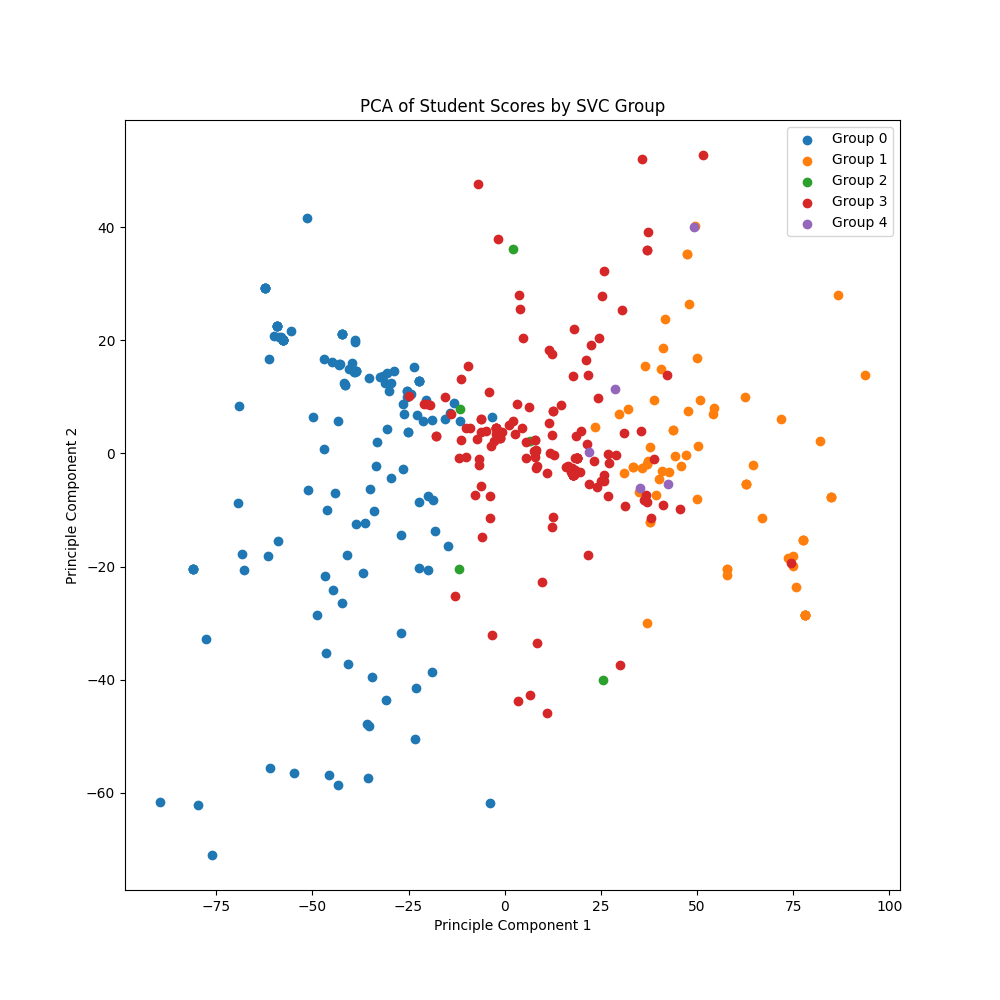 PCA of Student Scores by SVC Group
Group 0
Group 1
Group 2
Group 3
Group 4
40
20
0
−20
−40
−60
Principle Component 2
−75
−50
−25
0
25
50
75
100
Principle Component 1